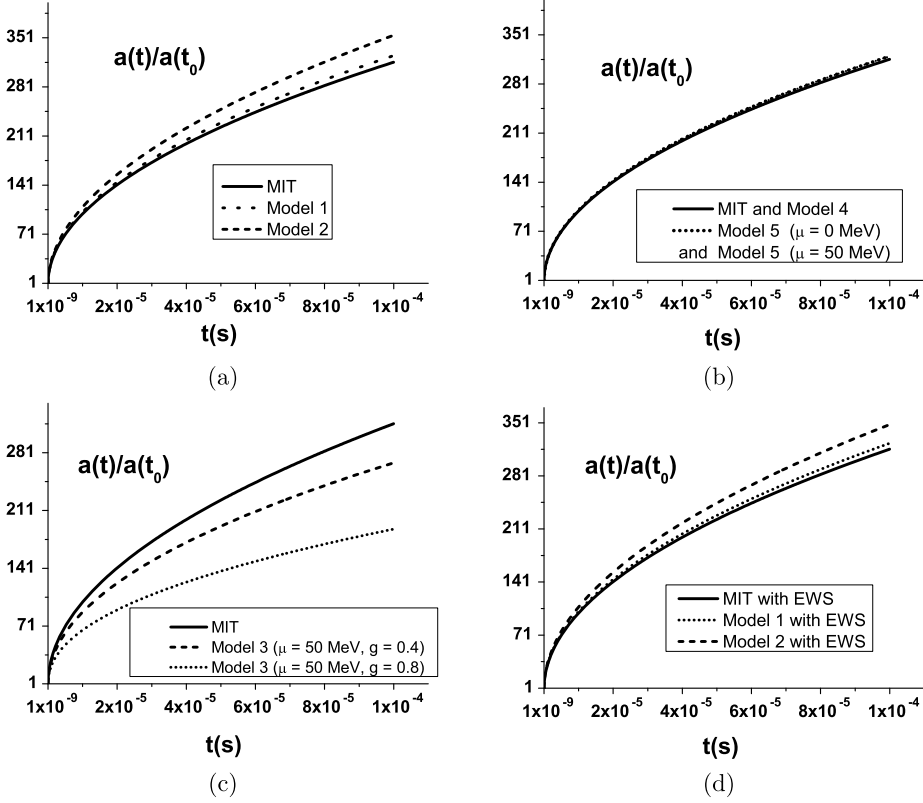 351
281
211
141
71
1
a(t)/a(t₀)
MIT
Model 1
Model 2
1x10⁻⁹ 2x10⁻⁵ 4x10⁻⁵ 6x10⁻⁵ 8x10⁻⁵ 1x10⁻⁴
t(s)
(a)
351
281
211
141
71
1
a(t)/a(t₀)
MIT and Model 4
Model 5 (μ = 0 MeV)
and Model 5 (μ = 50 MeV)
1x10⁻⁹ 2x10⁻⁵ 4x10⁻⁵ 6x10⁻⁵ 8x10⁻⁵ 1x10⁻⁴
t(s)
(b)
281
211
141
71
1
a(t)/a(t₀)
MIT
Model 3 (μ = 50 MeV, g = 0.4)
Model 3 (μ = 50 MeV, g = 0.8)
1x10⁻⁹ 2x10⁻⁵ 4x10⁻⁵ 6x10⁻⁵ 8x10⁻⁵ 1x10⁻⁴
t(s)
(c)
351
281
211
141
71
1
a(t)/a(t₀)
MIT with EWS
Model 1 with EWS
Model 2 with EWS
1x10⁻⁹ 2x10⁻⁵ 4x10⁻⁵ 6x10⁻⁵ 8x10⁻⁵ 1x10⁻⁴
t(s)
(d)